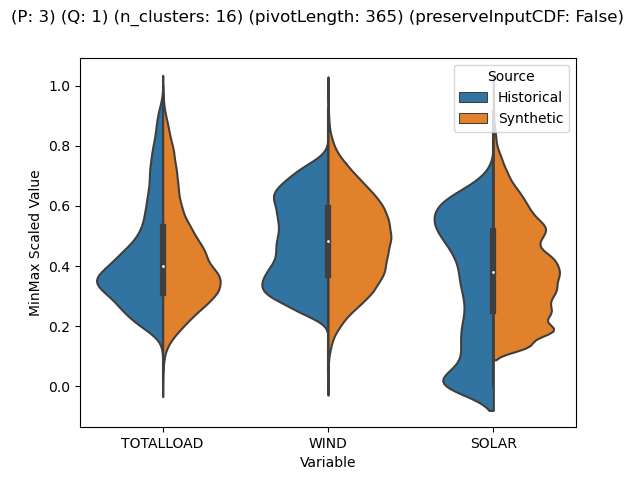 (P: 3) (Q: 1) (n_clusters: 16) (pivotLength: 365) (preserveInputCDF: False)
Source
Historical
Synthetic
MinMax Scaled Value
1.0
0.8
0.6
0.4
0.2
0.0
TOTALLOAD WIND SOLAR
Variable